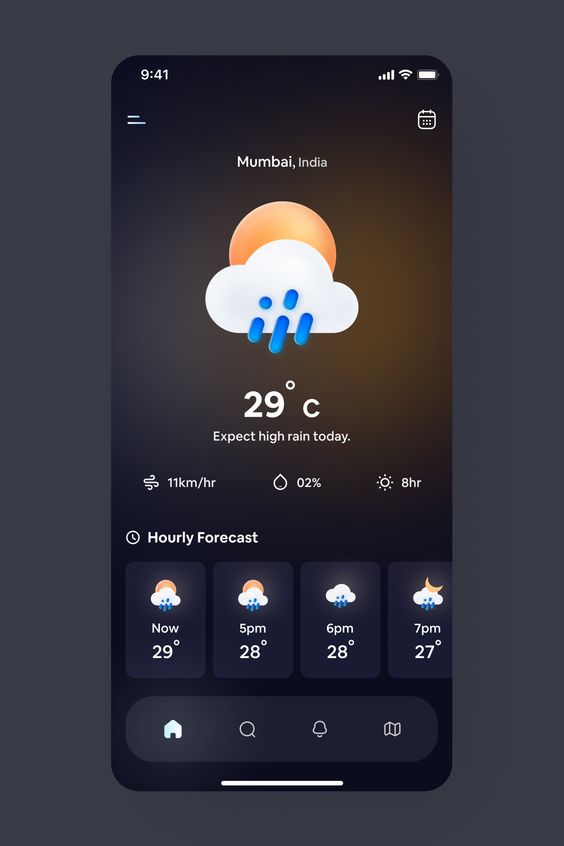 9:41
Mumbai, India
29° C
Expect high rain today.
11km/hr 02% 8hr
Hourly Forecast
Now 5pm 6pm 7pm
29° 28° 28° 27°